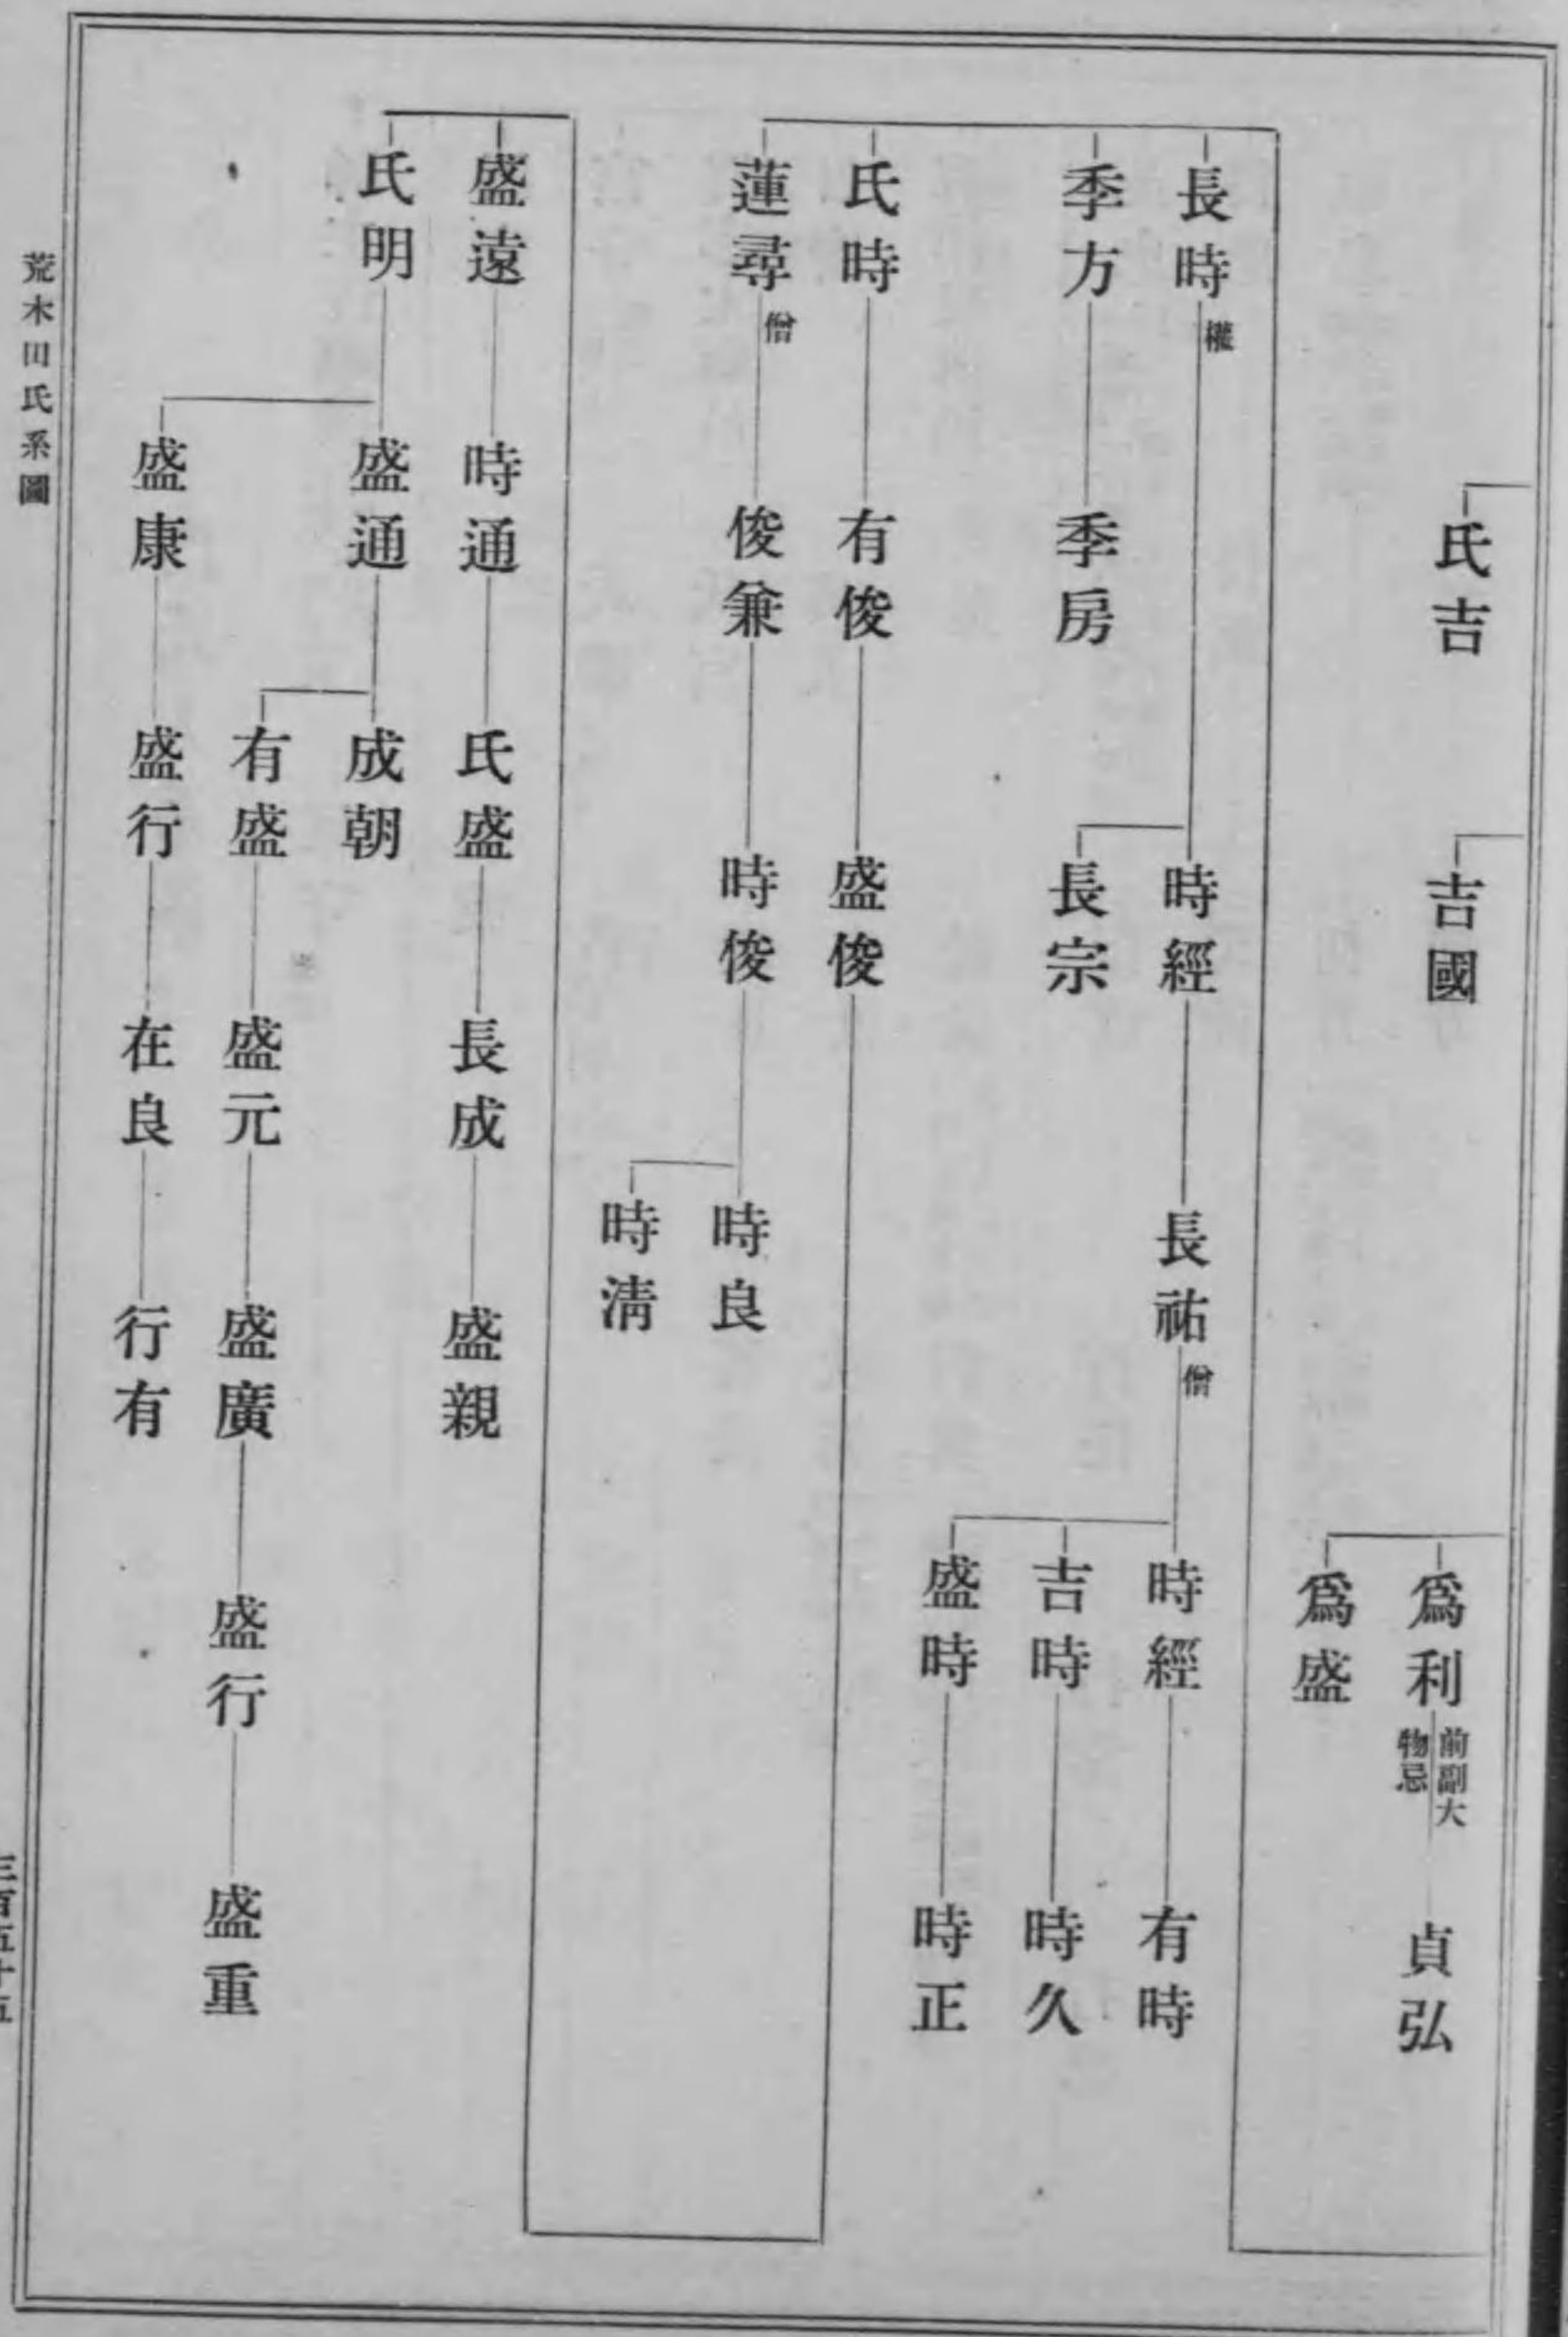 氏吉
吉國
爲利 前副大物忌
貞弘
爲盛
長時 權
時經
長祐 僧
時經
有時
吉時
時久
盛時
時正
長宗
季方
季房
氏時
有俊
盛俊
蓮尋 僧
俊兼
時俊
時良
時淸
盛遠
時通
氏盛
長成
盛親
氏明
盛通
成朝
有盛
盛元
盛廣
盛行
盛重
盛康
盛行
在良
行有
荒木田氏系圖
三百五十五